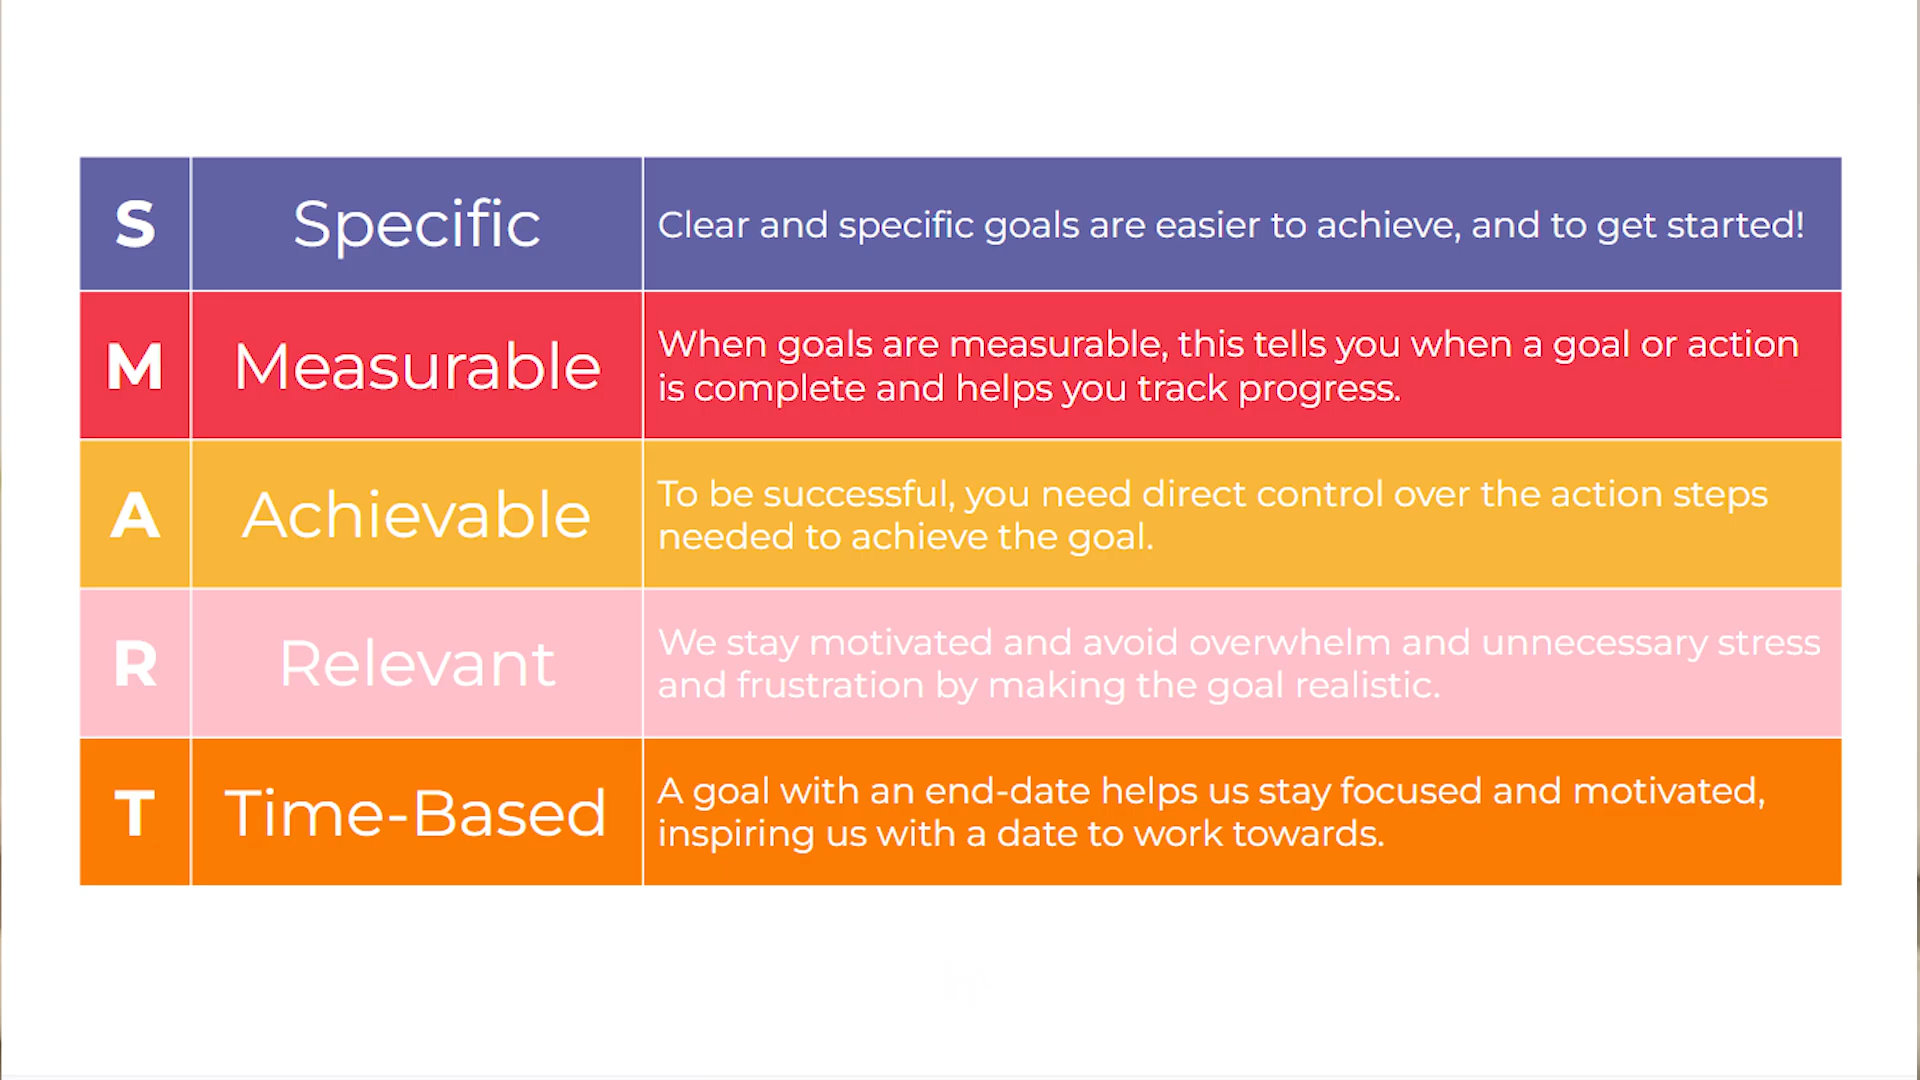 S Specific Clear and specific goals are easier to achieve, and to get started!
M Measurable When goals are measurable, this tells you when a goal or action
is complete and helps you track progress.
A Achievable To be successful, you need direct control over the action steps
needed to achieve the goal.
R Relevant We stay motivated and avoid overwhelm and unnecessary stress
and frustration by making the goal realistic.
T Time-Based A goal with an end-date helps us stay focused and motivated,
inspiring us with a date to work towards.